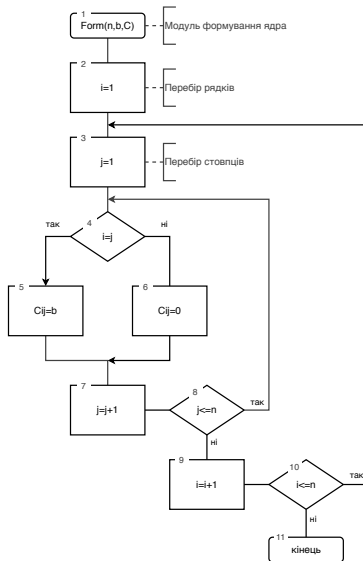 1
Form(n,b,C)
Модуль формування ядра
2
i=1
Перебір рядків
3
j=1
Перебір стовпців
4
так
i=j
ні
5
Cij=b
6
Cij=0
7
j=j+1
8
j<=n
так
ні
9
i=i+1
10
i<=n
так
ні
11
кінець